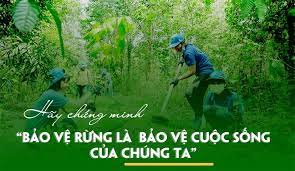 Hãy chứng minh
“BẢO VỆ RỪNG LÀ BẢO VỆ CUỘC SỐNG
CỦA CHÚNG TA”